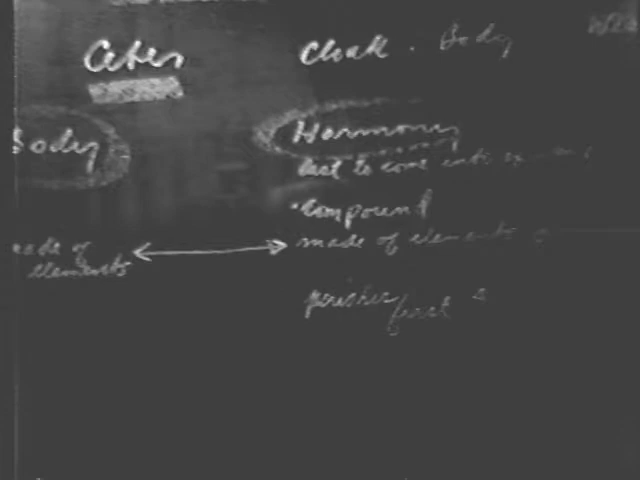 Cebes
Cloak . Body
Body
Harmony
last to come into
• compound
made of elements
made of
elements
perishes first